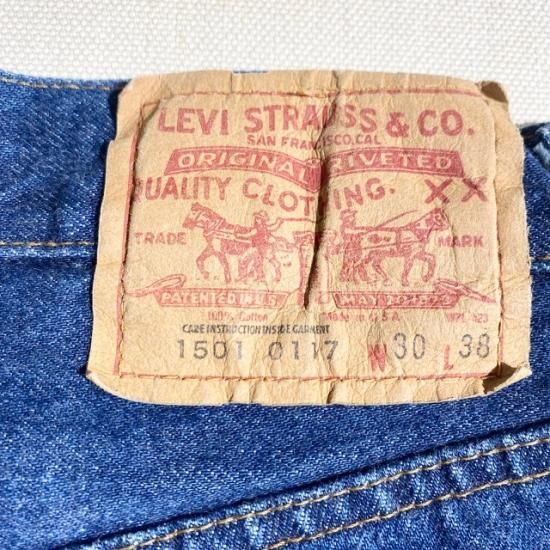 LEVI STRAUSS & CO.
SAN FRANCISCO, CAL
ORIGINAL RIVETED
QUALITY CLOTHING. XX
TRADE MARK
PATENTED IN U.S. MAY 20 1873
100% Cotton Made in U.S.A.
CARE INSTRUCTION INSIDE GARMENT
1501 0117 W 30 L 38